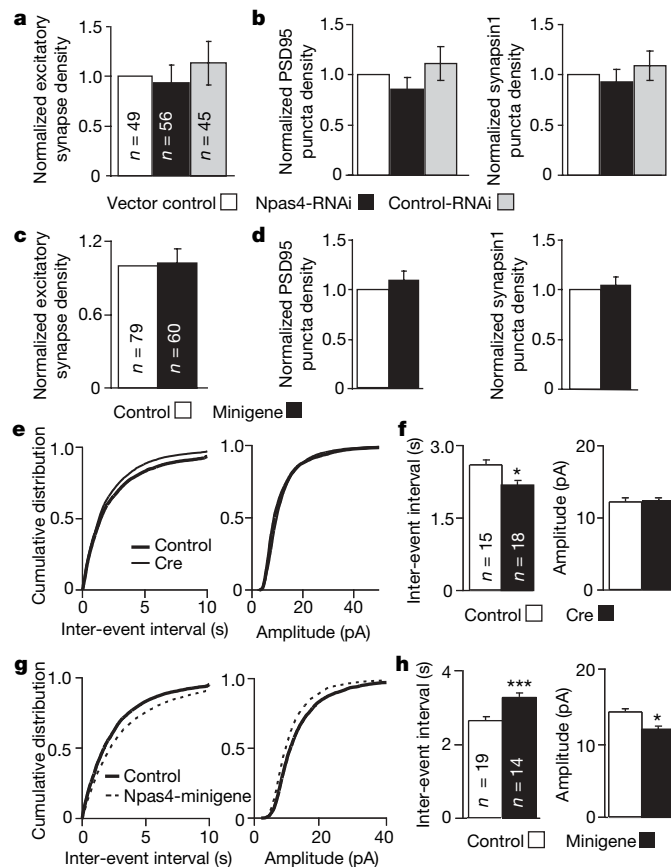 a
Normalized excitatory
synapse density
1.5
1.0
0.5
0
n = 49
n = 56
n = 45
b
Normalized PSD95
puncta density
1.5
1.0
0.5
0
Normalized synapsin1
puncta density
1.5
1.0
0.5
0
Vector control
Npas4-RNAi
Control-RNAi
c
Normalized excitatory
synapse density
1.2
0.6
0
n = 79
n = 60
d
Normalized PSD95
puncta density
1.5
1.0
0.5
0
Normalized synapsin1
puncta density
1.5
1.0
0.5
0
Control
Minigene
e
Cumulative distribution
1.0
0.5
0
Control
Cre
0 5 10
Inter-event interval (s)
1.0
0.5
0
0 20 40
Amplitude (pA)
f
Inter-event interval (s)
3.0
1.5
0
*
n = 15
n = 18
Amplitude (pA)
20
10
0
Control
Cre
g
Cumulative distribution
1.0
0.5
0
Control
Npas4-minigene
0 5 10
Inter-event interval (s)
1.0
0.5
0
0 20 40
Amplitude (pA)
h
Inter-event interval (s)
4
2
0
***
n = 19
n = 14
Amplitude (pA)
20
10
0
*
Control
Minigene